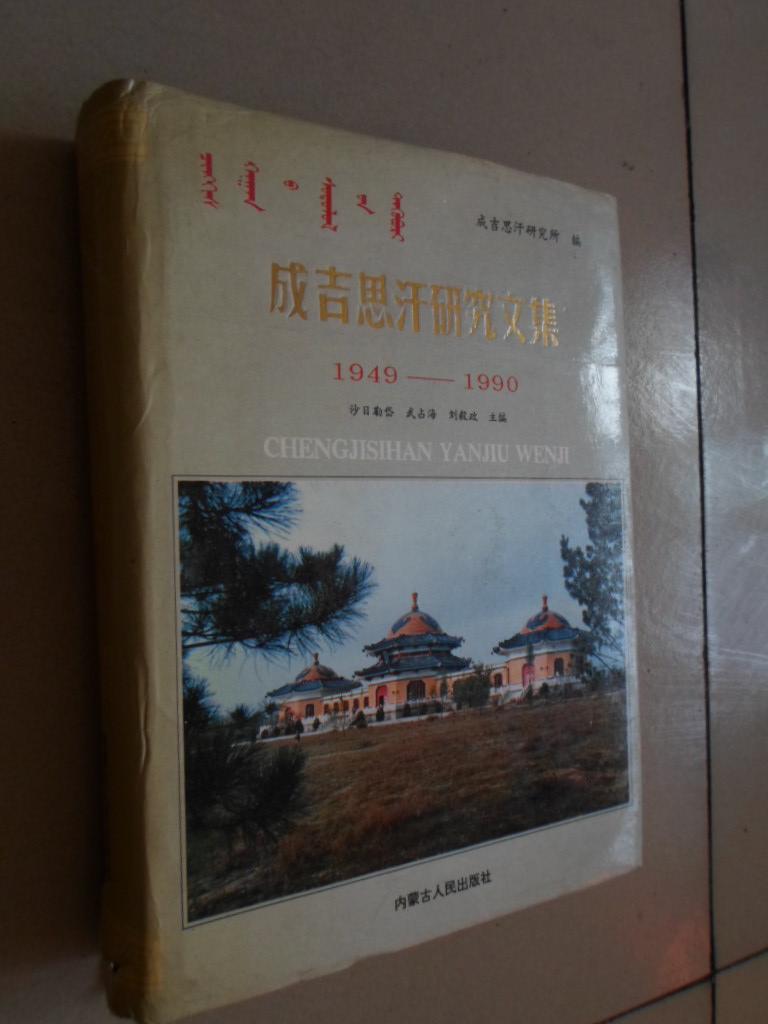 成吉思汗研究所 编
成吉思汗研究文集
1949——1990
沙日勒岱 武占海 刘毅政 主编
CHENGJISIHAN YANJIU WENJI
内蒙古人民出版社